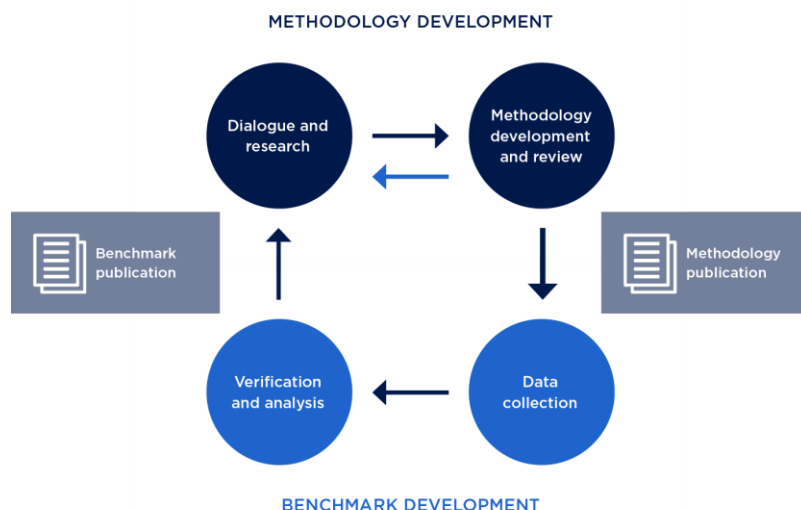 METHODOLOGY DEVELOPMENT
Dialogue and
research
Methodology
development
and review
Benchmark
publication
Methodology
publication
Verification
and analysis
Data
collection
BENCHMARK DEVELOPMENT